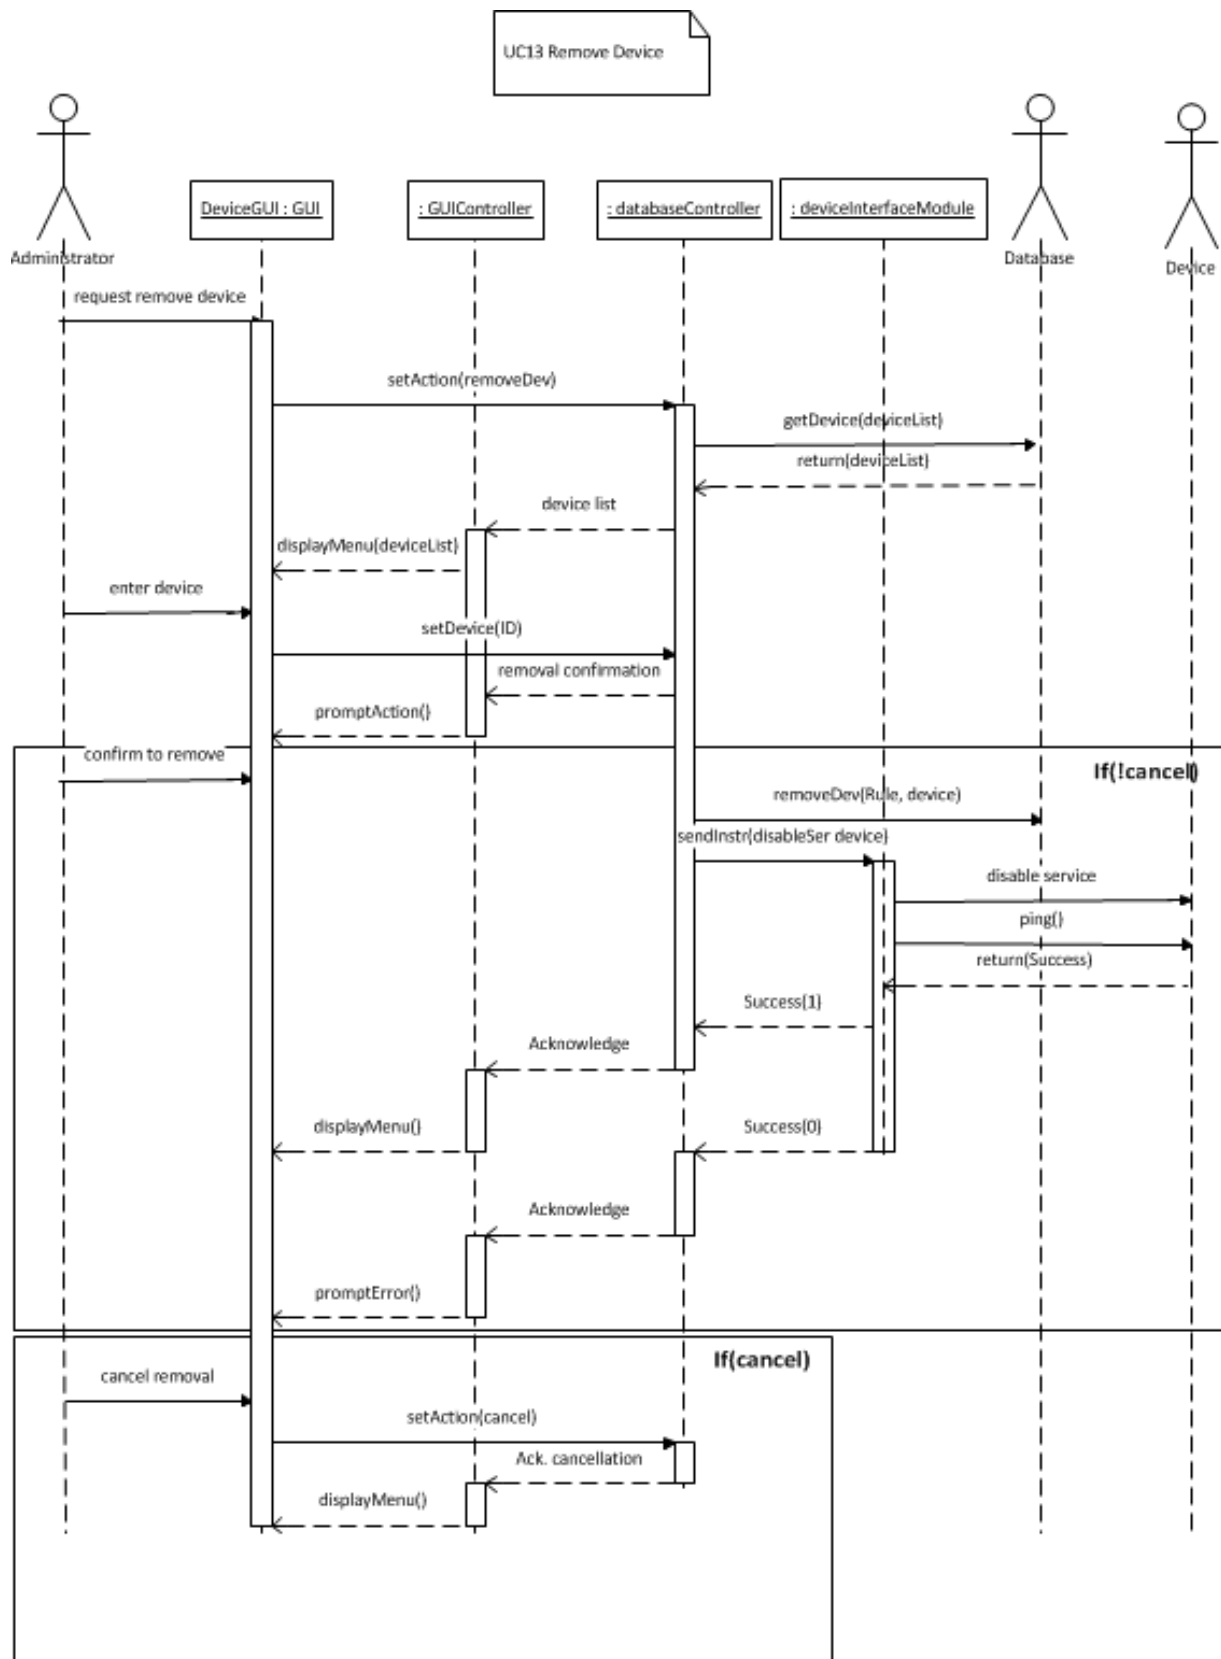 UC13 Remove Device
DeviceGUI : GUI
: GUIController
: databaseController
: deviceInterfaceModule
Administrator
Database
Device
request remove device
setAction(removeDev)
getDevice(deviceList)
return(deviceList)
device list
displayMenu(deviceList)
enter device
setDevice(ID)
removal confirmation
promptAction()
confirm to remove
If(!cancel)
removeDev(Rule, device)
sendInstr(disableSer device)
disable service
ping()
return(Success)
Success(1)
Acknowledge
displayMenu()
Success(0)
Acknowledge
promptError()
If(cancel)
cancel removal
setAction(cancel)
Ack. cancellation
displayMenu()